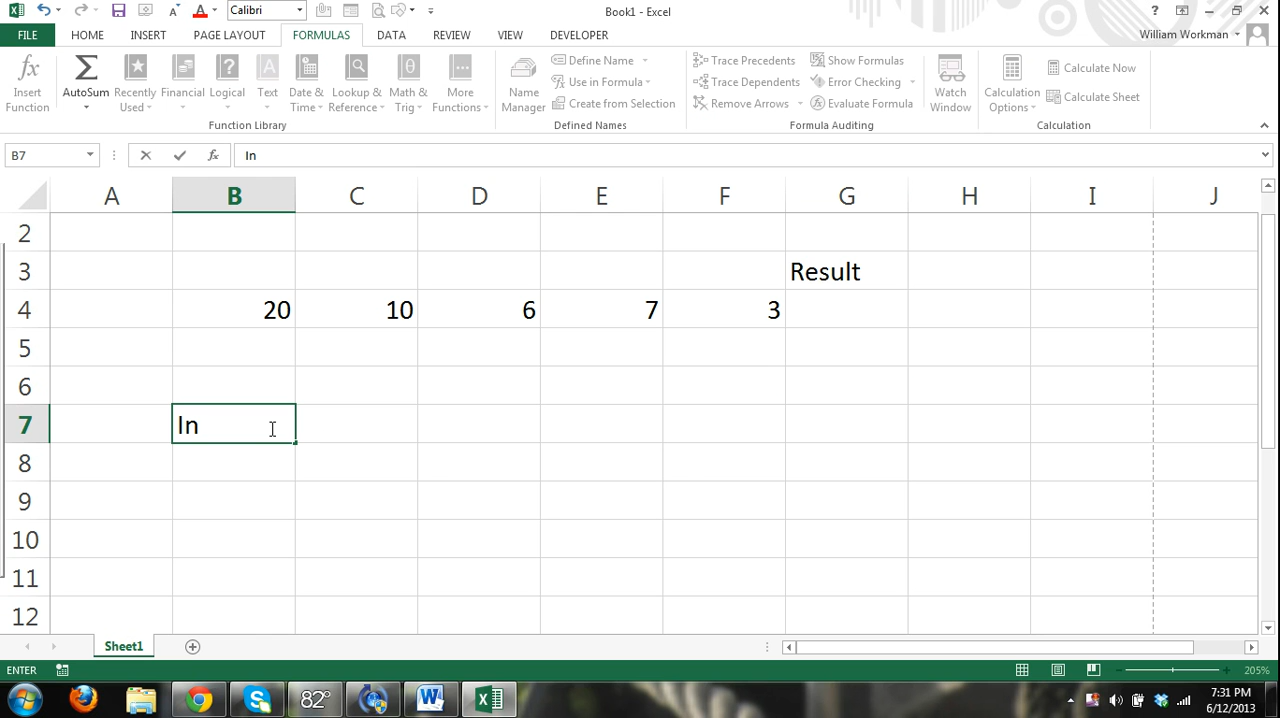 Calibri
Book1 - Excel
?
FILE HOME INSERT PAGE LAYOUT FORMULAS DATA REVIEW VIEW DEVELOPER
William Workman
Insert Function
AutoSum
Recently Used
Financial
Logical
Text
Date & Time
Lookup & Reference
Math & Trig
More Functions
Function Library
Name Manager
Define Name
Use in Formula
Create from Selection
Defined Names
Trace Precedents
Trace Dependents
Remove Arrows
Show Formulas
Error Checking
Evaluate Formula
Formula Auditing
Watch Window
Calculation Options
Calculate Now
Calculate Sheet
Calculation
B7 fx In
A B C D E F G H I J
2
3 Result
4 20 10 6 7 3
5
6
7 In
8
9
10
11
12
Sheet1
ENTER 205%
82°
7:31 PM
6/12/2013